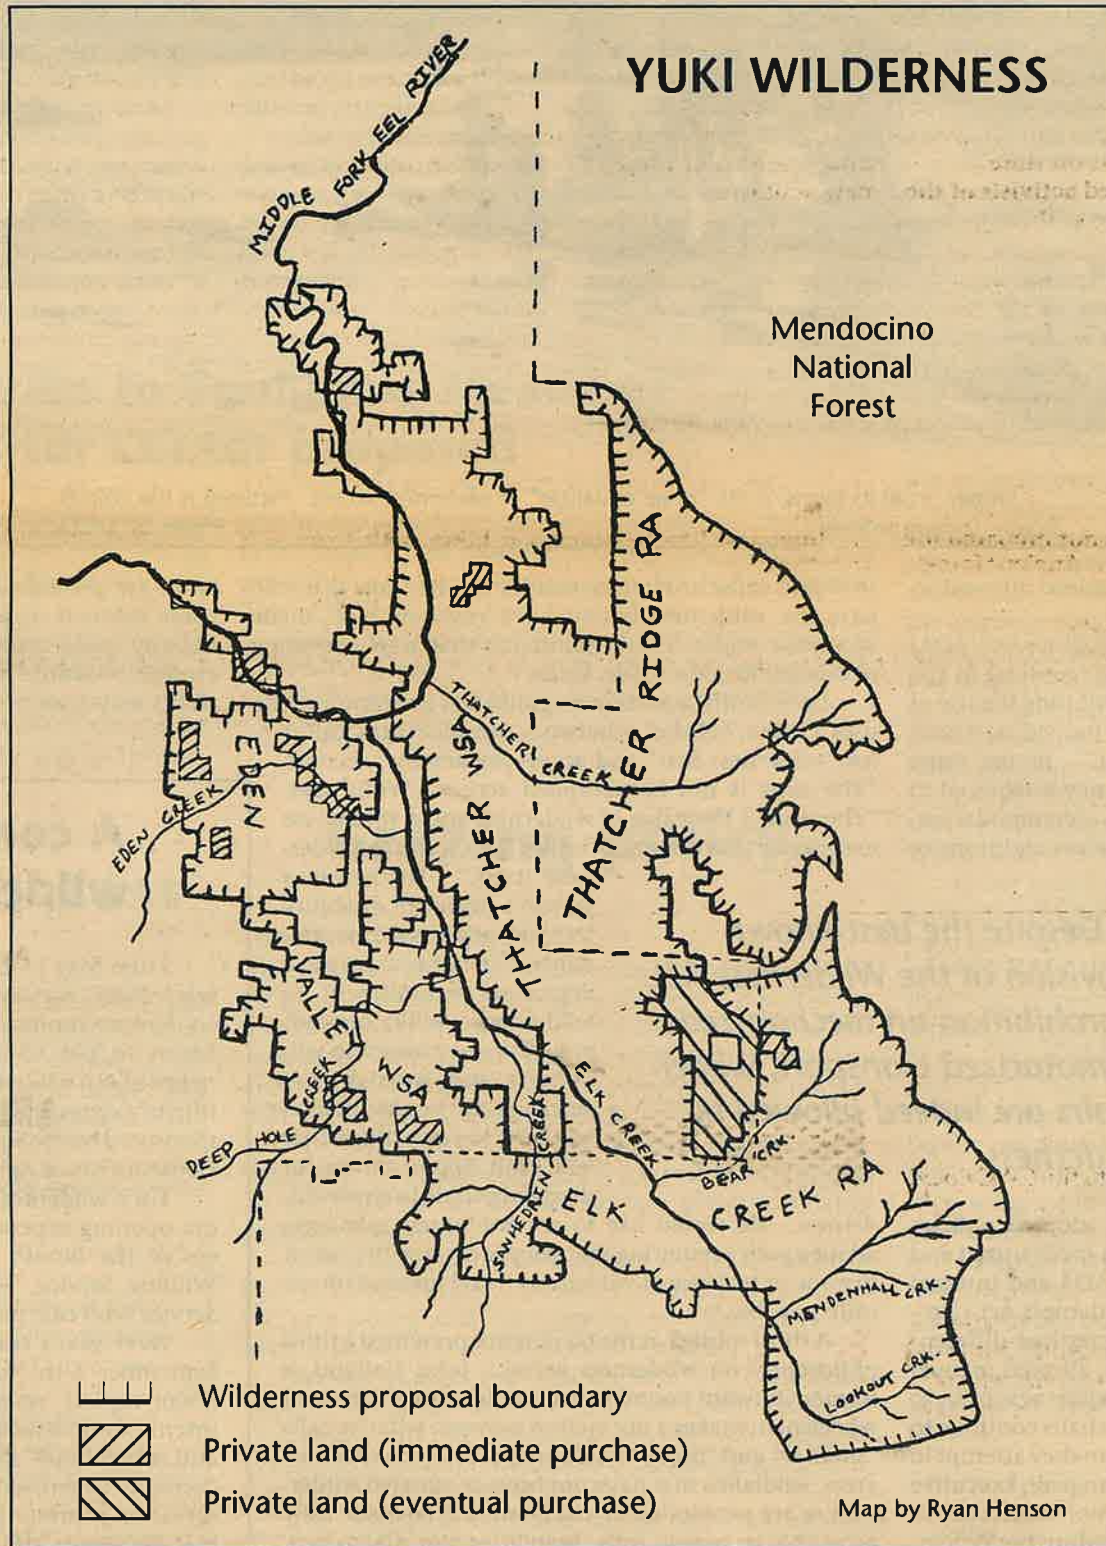 YUKI WILDERNESS
MIDDLE FORK EEL RIVER
Mendocino
National
Forest
THATCHER RIDGE RA
THATCHER CREEK
THATCHER WSA
EDEN VALLEY WSA
EDEN CREEK
DEEP HOLE CREEK
ELK CREEK
ELK CREEK RA
BEAR CRK.
SANHEDRIN CREEK
MENDENHALL CRK.
LOOKOUT CRK.
Wilderness proposal boundary
Private land (immediate purchase)
Private land (eventual purchase)
Map by Ryan Henson